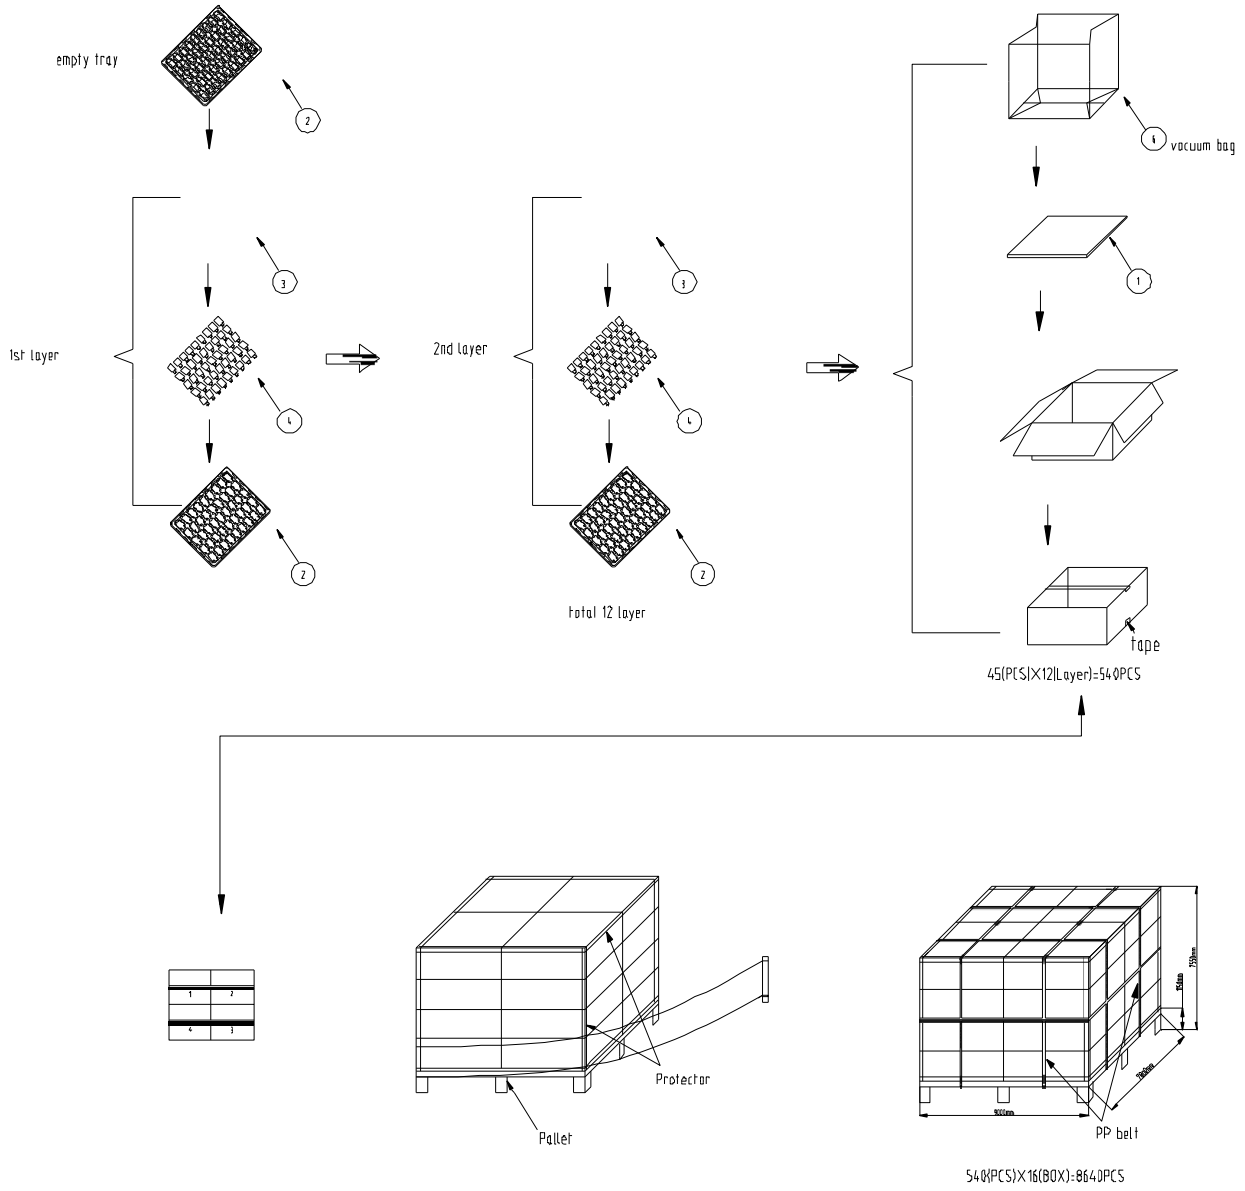 empty tray
2
6
vacuum bag
3
3
1
1st layer
2nd layer
4
4
2
2
total 12 layer
tape
45(PCS)X12(Layer)=540PCS
1 2
4 3
Protector
Pallet
PP belt
540(PCS)X16(BOX)=8640PCS